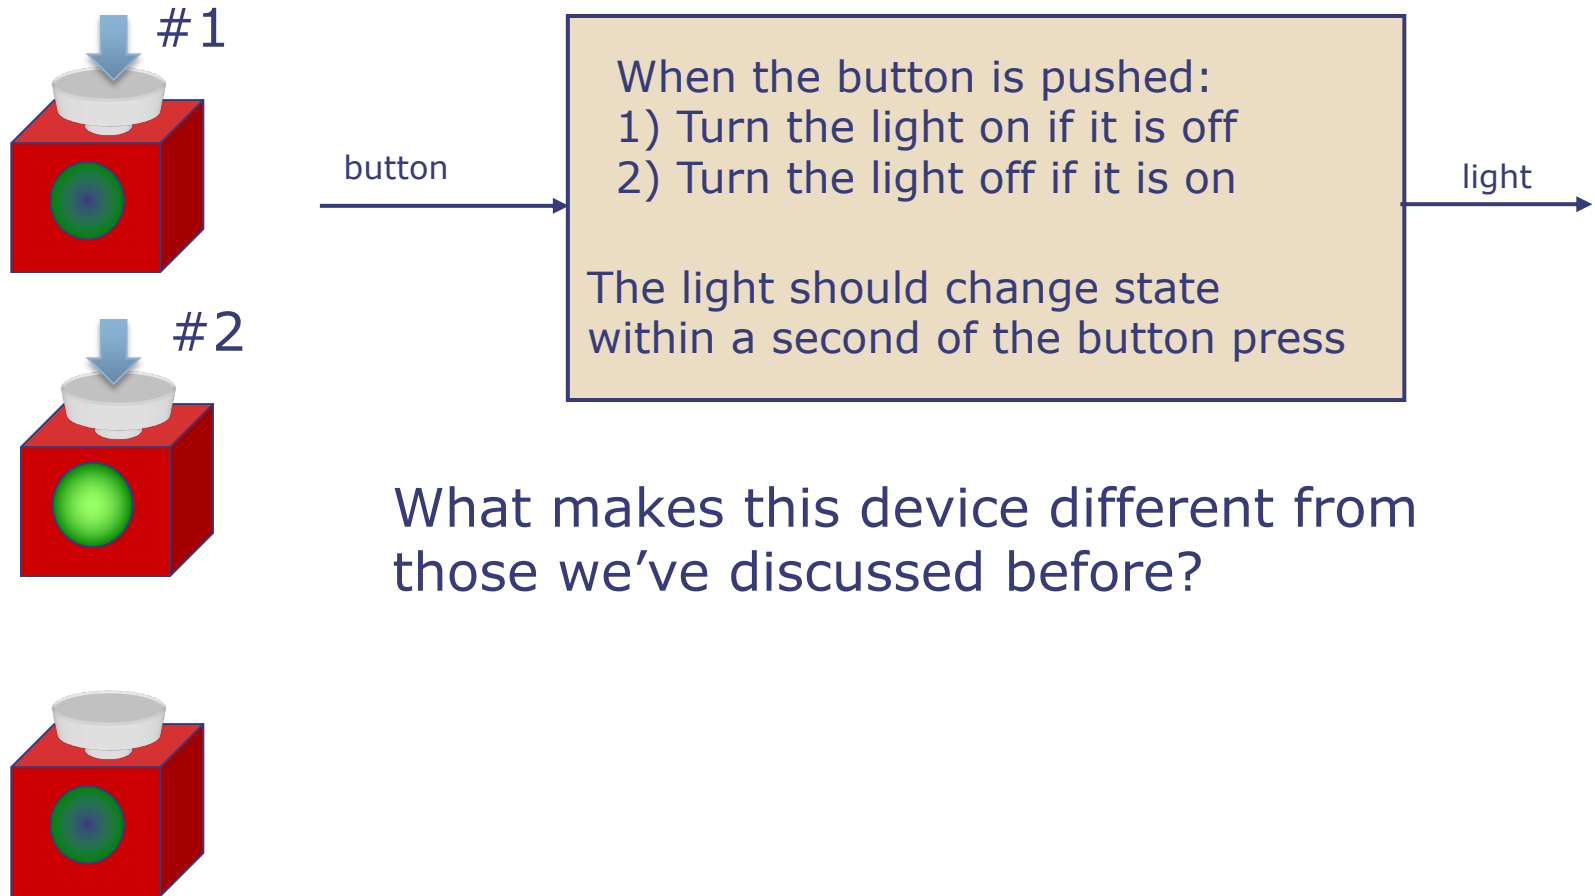 #1
When the button is pushed:
1) Turn the light on if it is off
2) Turn the light off if it is on
button
light
The light should change state
within a second of the button press
#2
What makes this device different from
those we’ve discussed before?